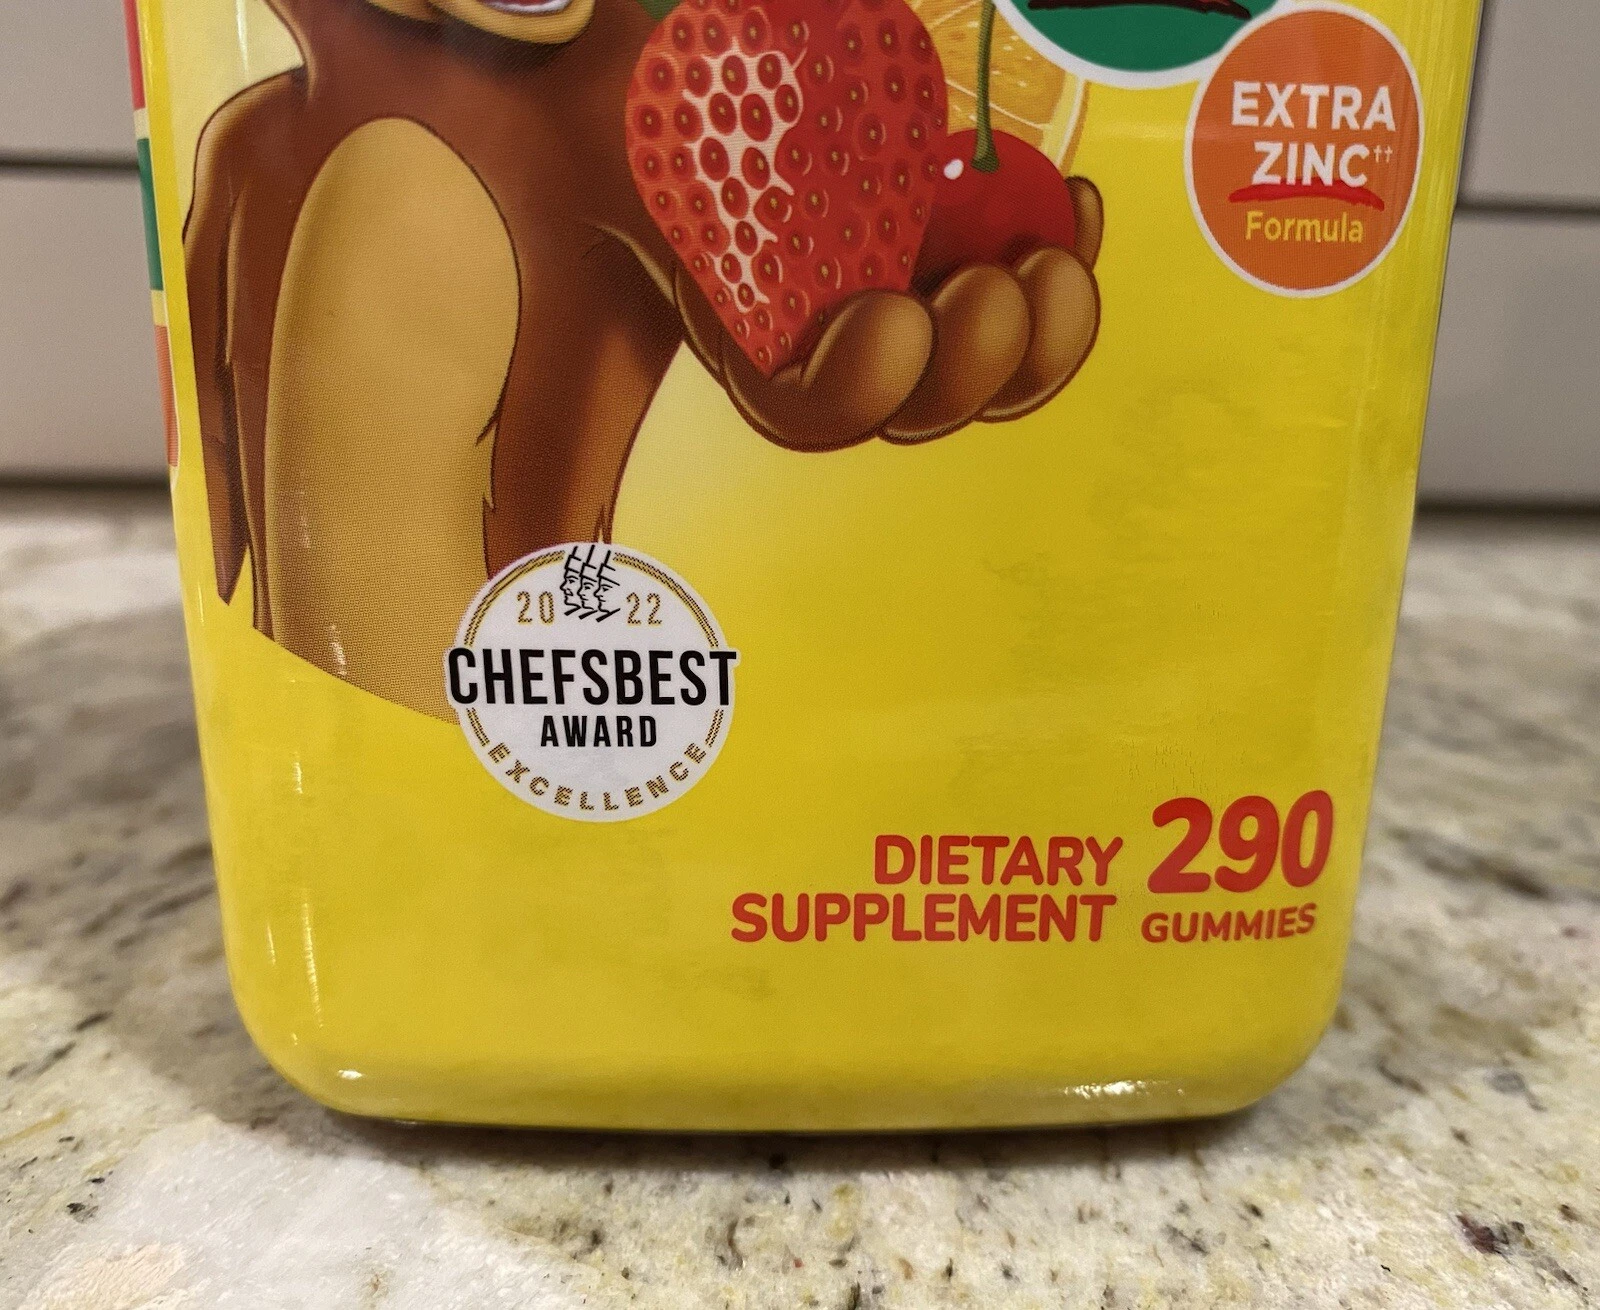 EXTRA
ZINC††
Formula
20 22
CHEFSBEST
AWARD
EXCELLENCE
DIETARY
SUPPLEMENT
290
GUMMIES